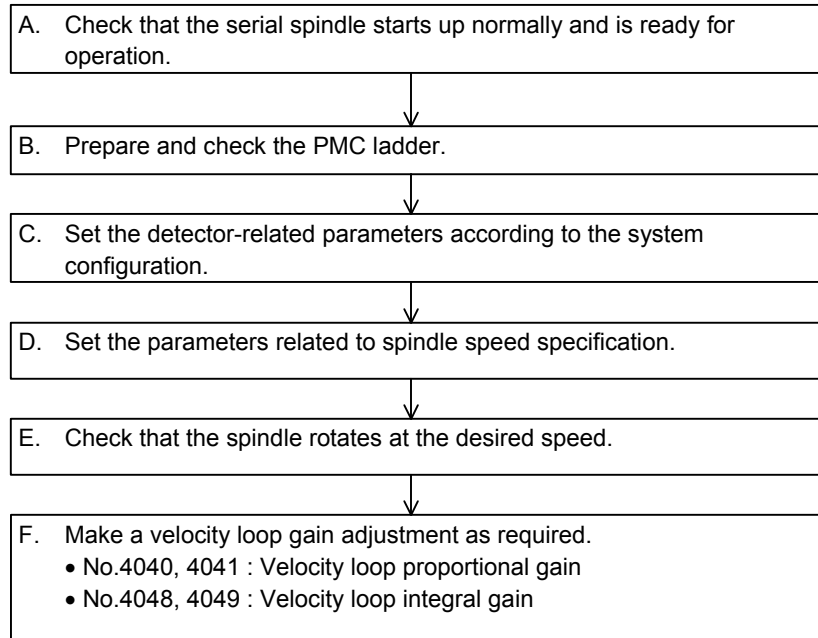 A. Check that the serial spindle starts up normally and is ready for
operation.
B. Prepare and check the PMC ladder.
C. Set the detector-related parameters according to the system
configuration.
D. Set the parameters related to spindle speed specification.
E. Check that the spindle rotates at the desired speed.
F. Make a velocity loop gain adjustment as required.
• No.4040, 4041 : Velocity loop proportional gain
• No.4048, 4049 : Velocity loop integral gain